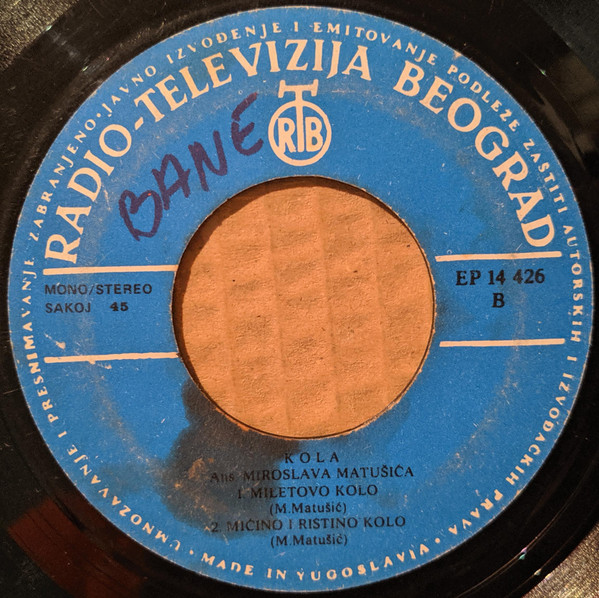 UMNOŽAVANJE I PRESNIMAVANJE ZABRANJENO · JAVNO IZVOĐENJE I EMITOVANJE PODLEŽE ZAŠTITI AUTORSKIH I IZVOĐAČKIH PRAVA ·
RADIO-TELEVIZIJA BEOGRAD
RTB
BANE
MONO/STEREO
SAKOJ 45
EP 14 426
B
KOLA
Ans. MIROSLAVA MATUŠIĆA
1. MILETOVO KOLO
(M.Matušić)
2. MIĆINO I RISTINO KOLO
(M.Matušić)
· MADE IN YUGOSLAVIA ·